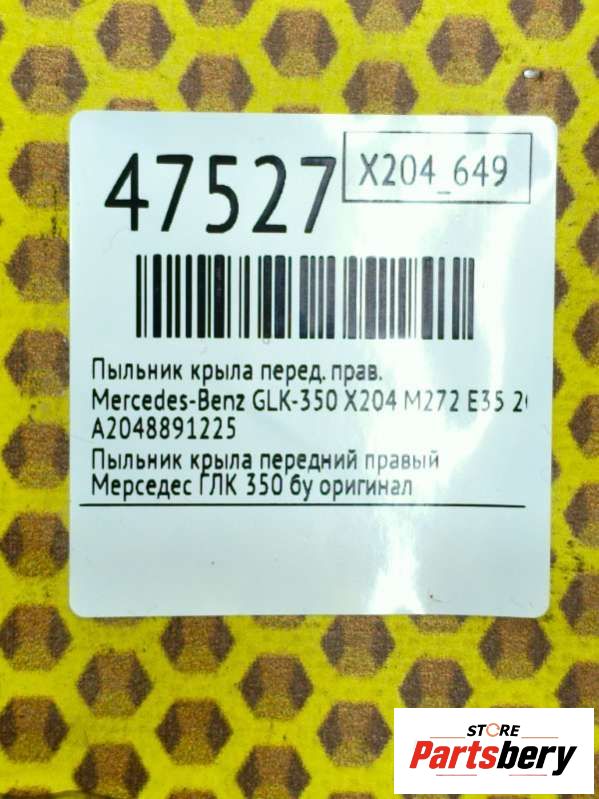 47527
X204_649
Пыльник крыла перед. прав.
Mercedes-Benz GLK-350 X204 M272 E35
A2048891225
Пыльник крыла передний правый
Мерседес ГЛК 350 бу оригинал
STORE
Partsbery